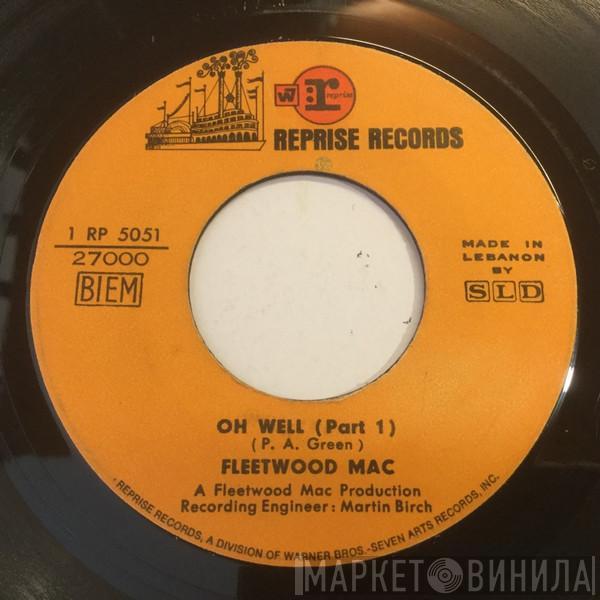 W r reprise
REPRISE RECORDS
1 RP 5051
27000
BIEM
MADE IN
LEBANON
BY
SLD
OH WELL (Part 1)
(P. A. Green)
FLEETWOOD MAC
A Fleetwood Mac Production
Recording Engineer: Martin Birch
REPRISE RECORDS, A DIVISION OF WARNER BROS.-SEVEN ARTS RECORDS, INC.
МАРКЕТ ВИНИЛА